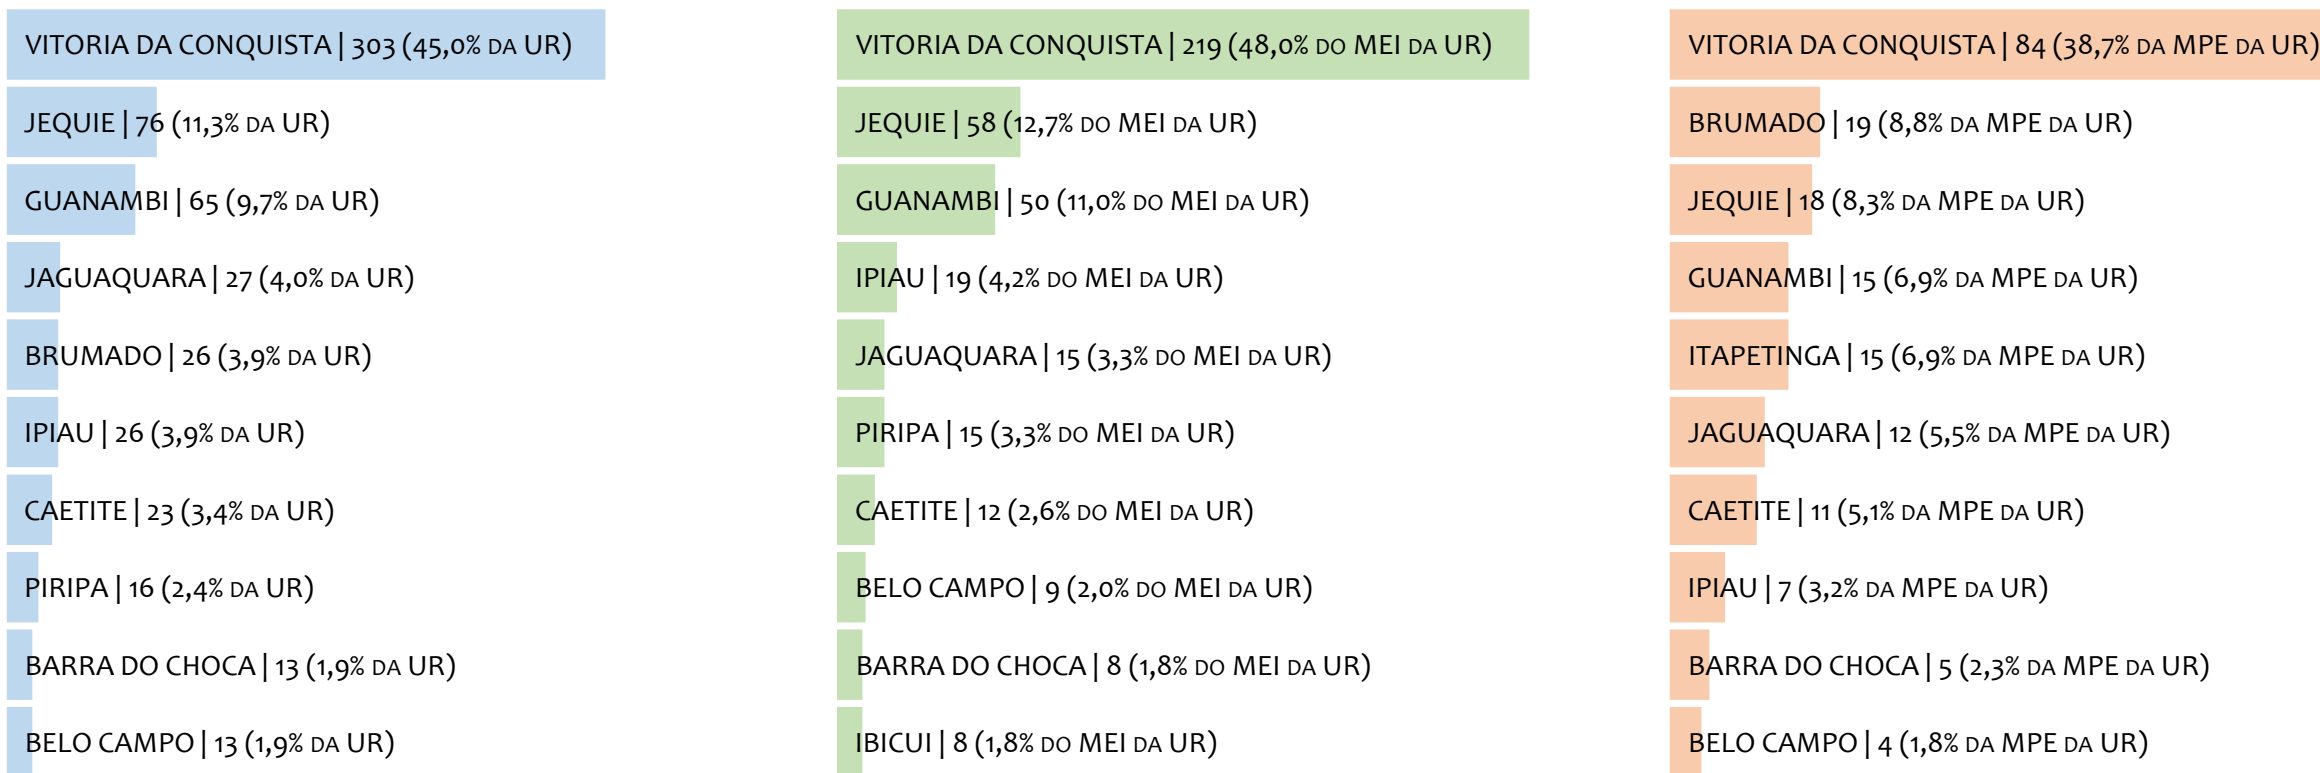 VITORIA DA CONQUISTA | 303 (45,0% DA UR)
JEQUIE | 76 (11,3% DA UR)
GUANAMBI | 65 (9,7% DA UR)
JAGUAQUARA | 27 (4,0% DA UR)
BRUMADO | 26 (3,9% DA UR)
IPIAU | 26 (3,9% DA UR)
CAETITE | 23 (3,4% DA UR)
PIRIPA | 16 (2,4% DA UR)
BARRA DO CHOCA | 13 (1,9% DA UR)
BELO CAMPO | 13 (1,9% DA UR)
VITORIA DA CONQUISTA | 219 (48,0% DO MEI DA UR)
JEQUIE | 58 (12,7% DO MEI DA UR)
GUANAMBI | 50 (11,0% DO MEI DA UR)
IPIAU | 19 (4,2% DO MEI DA UR)
JAGUAQUARA | 15 (3,3% DO MEI DA UR)
PIRIPA | 15 (3,3% DO MEI DA UR)
CAETITE | 12 (2,6% DO MEI DA UR)
BELO CAMPO | 9 (2,0% DO MEI DA UR)
BARRA DO CHOCA | 8 (1,8% DO MEI DA UR)
IBICUI | 8 (1,8% DO MEI DA UR)
VITORIA DA CONQUISTA | 84 (38,7% DA MPE DA UR)
BRUMADO | 19 (8,8% DA MPE DA UR)
JEQUIE | 18 (8,3% DA MPE DA UR)
GUANAMBI | 15 (6,9% DA MPE DA UR)
ITAPETINGA | 15 (6,9% DA MPE DA UR)
JAGUAQUARA | 12 (5,5% DA MPE DA UR)
CAETITE | 11 (5,1% DA MPE DA UR)
IPIAU | 7 (3,2% DA MPE DA UR)
BARRA DO CHOCA | 5 (2,3% DA MPE DA UR)
BELO CAMPO | 4 (1,8% DA MPE DA UR)